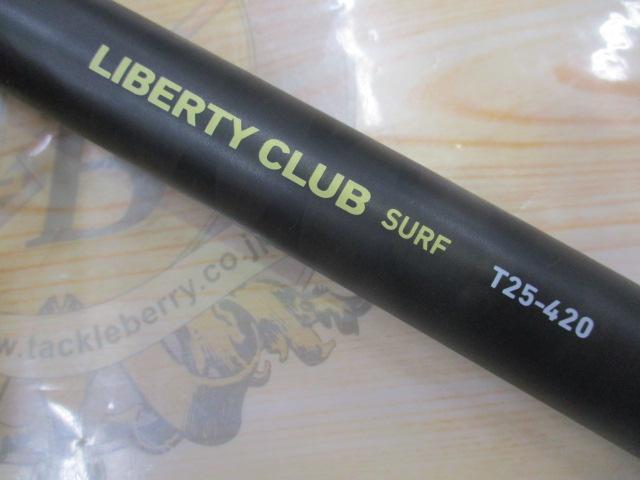 LIBERTY CLUB SURF T25-420
www.tackleberry.co.jp